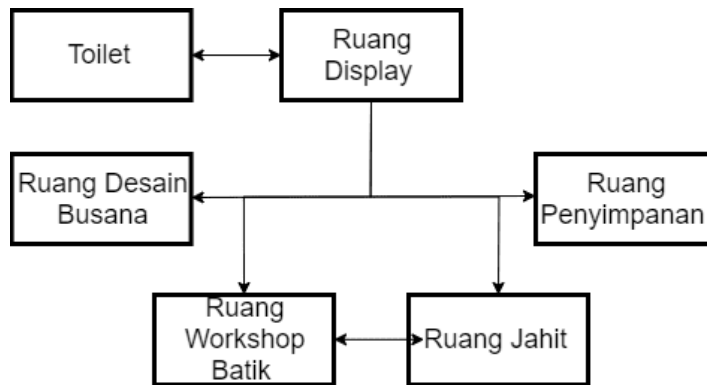 Toilet
Ruang
Display
Ruang Desain
Busana
Ruang
Penyimpanan
Ruang
Workshop
Batik
Ruang Jahit